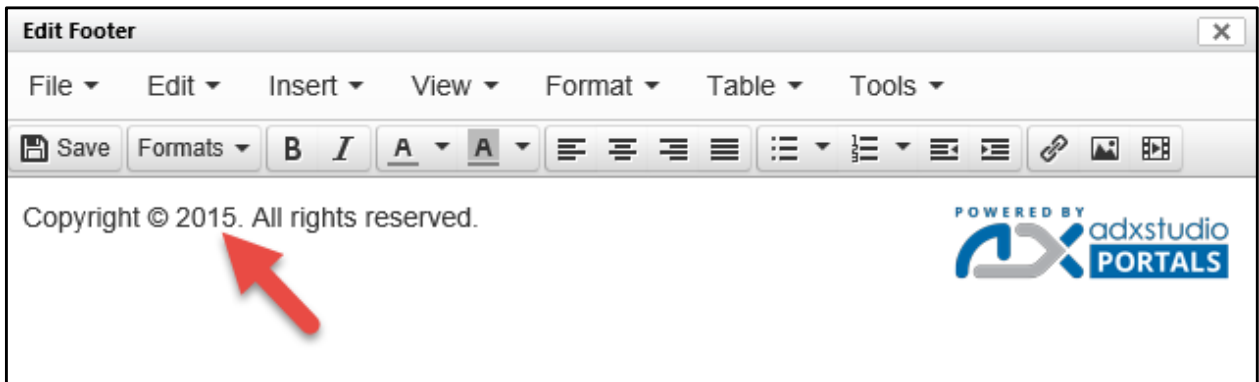 Edit Footer
File Edit Insert View Format Table Tools
Save Formats B I A A
Copyright © 2015. All rights reserved.
POWERED BY
adxstudio
PORTALS